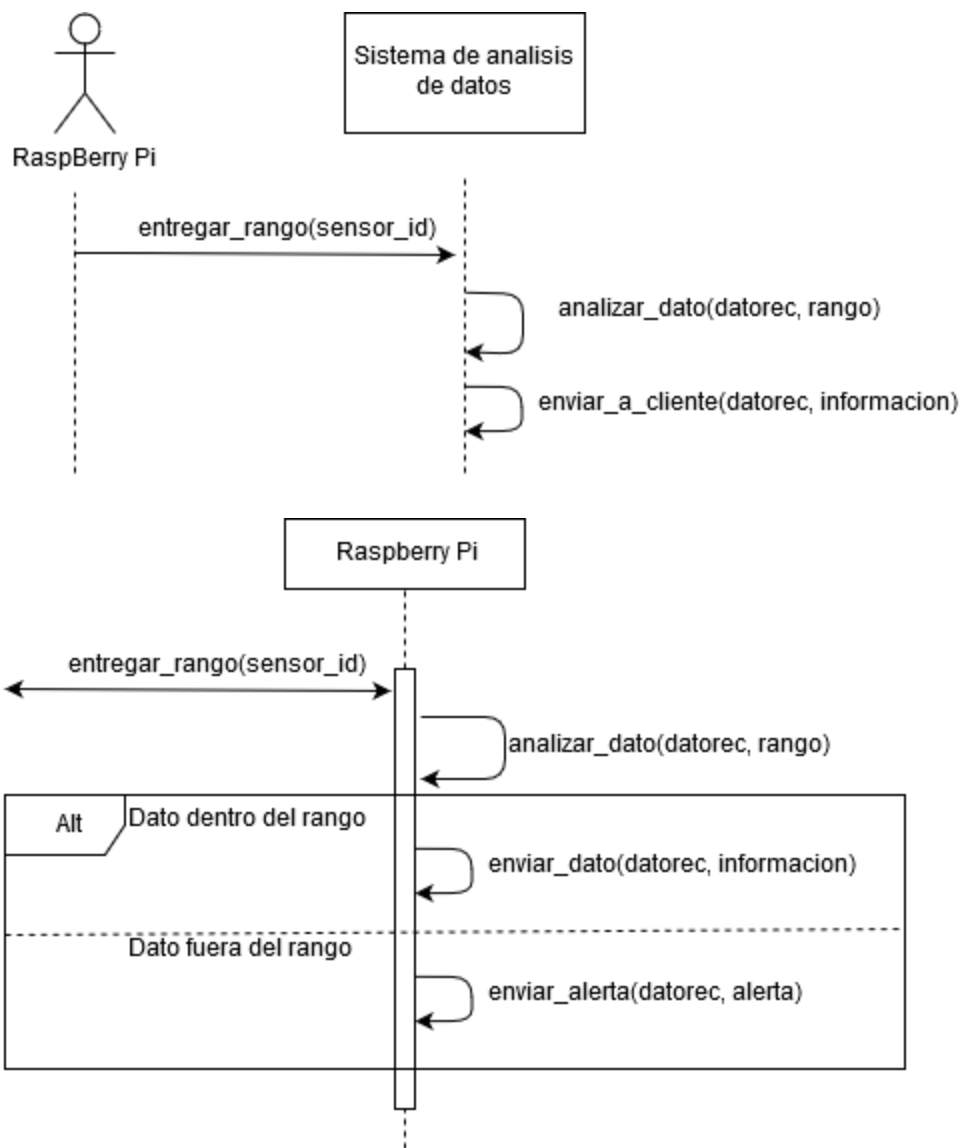 Sistema de analisis
de datos
RaspBerry Pi
entregar_rango(sensor_id)
analizar_dato(datorec, rango)
enviar_a_cliente(datorec, informacion)
Raspberry Pi
entregar_rango(sensor_id)
analizar_dato(datorec, rango)
Alt
Dato dentro del rango
enviar_dato(datorec, informacion)
Dato fuera del rango
enviar_alerta(datorec, alerta)